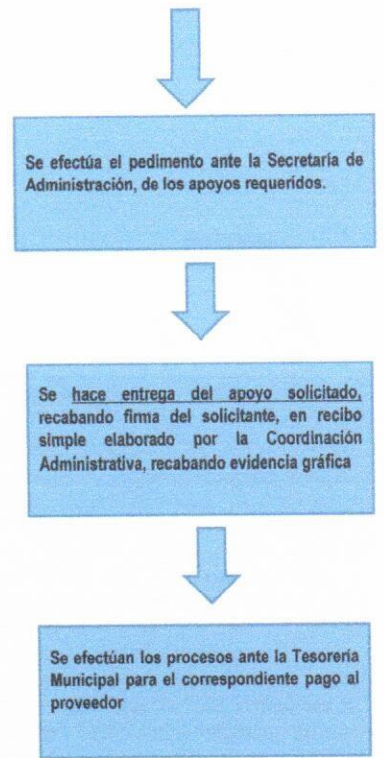 Se efectúa el pedimento ante la Secretaría de
Administración, de los apoyos requeridos.
Se hace entrega del apoyo solicitado,
recabando firma del solicitante, en recibo
simple elaborado por la Coordinación
Administrativa, recabando evidencia gráfica
Se efectúan los procesos ante la Tesorería
Municipal para el correspondiente pago al
proveedor